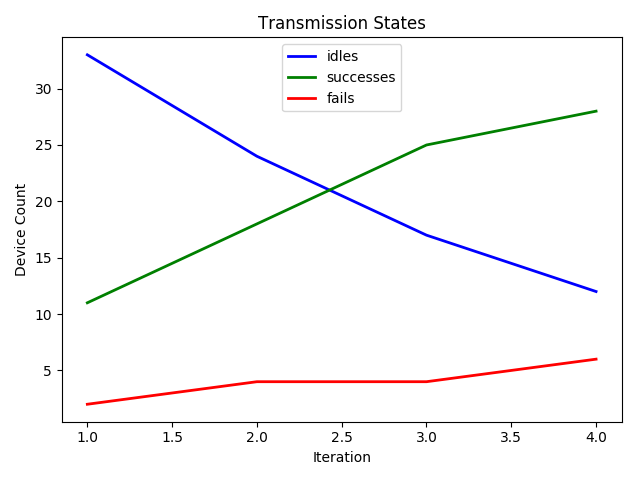 Transmission States
idles
successes
fails
Device Count
30
25
20
15
10
5
1.0 1.5 2.0 2.5 3.0 3.5 4.0
Iteration